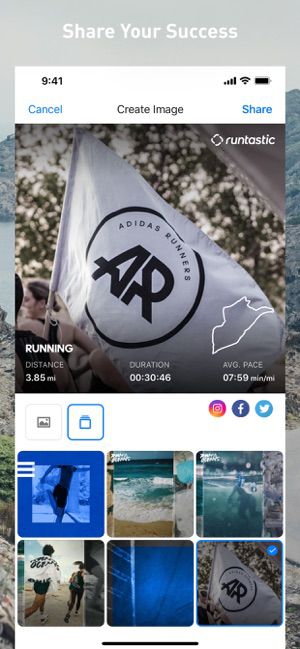 Share Your Success
9:41
Cancel Create Image Share
runtastic
ADIDAS RUNNERS
AR
RUNNING
DISTANCE DURATION AVG. PACE
3.85 mi 00:30:46 07:59 min/mi
AR